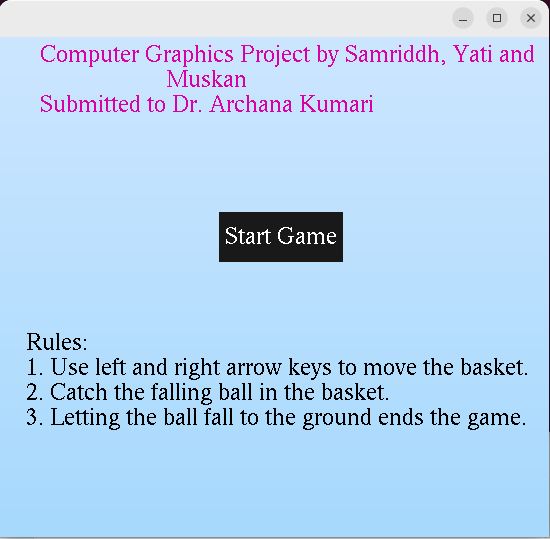 Computer Graphics Project by Samriddh, Yati and
Muskan
Submitted to Dr. Archana Kumari
Start Game
Rules:
1. Use left and right arrow keys to move the basket.
2. Catch the falling ball in the basket.
3. Letting the ball fall to the ground ends the game.